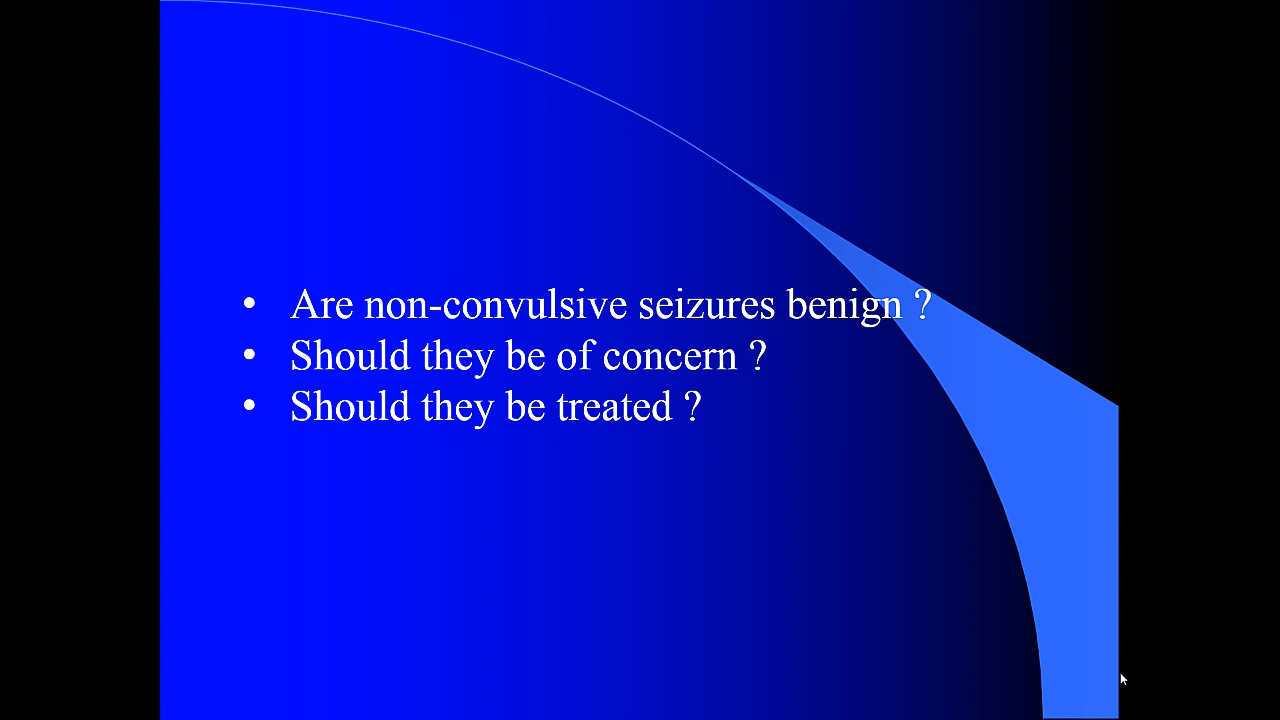 • Are non-convulsive seizures benign ?
• Should they be of concern ?
• Should they be treated ?